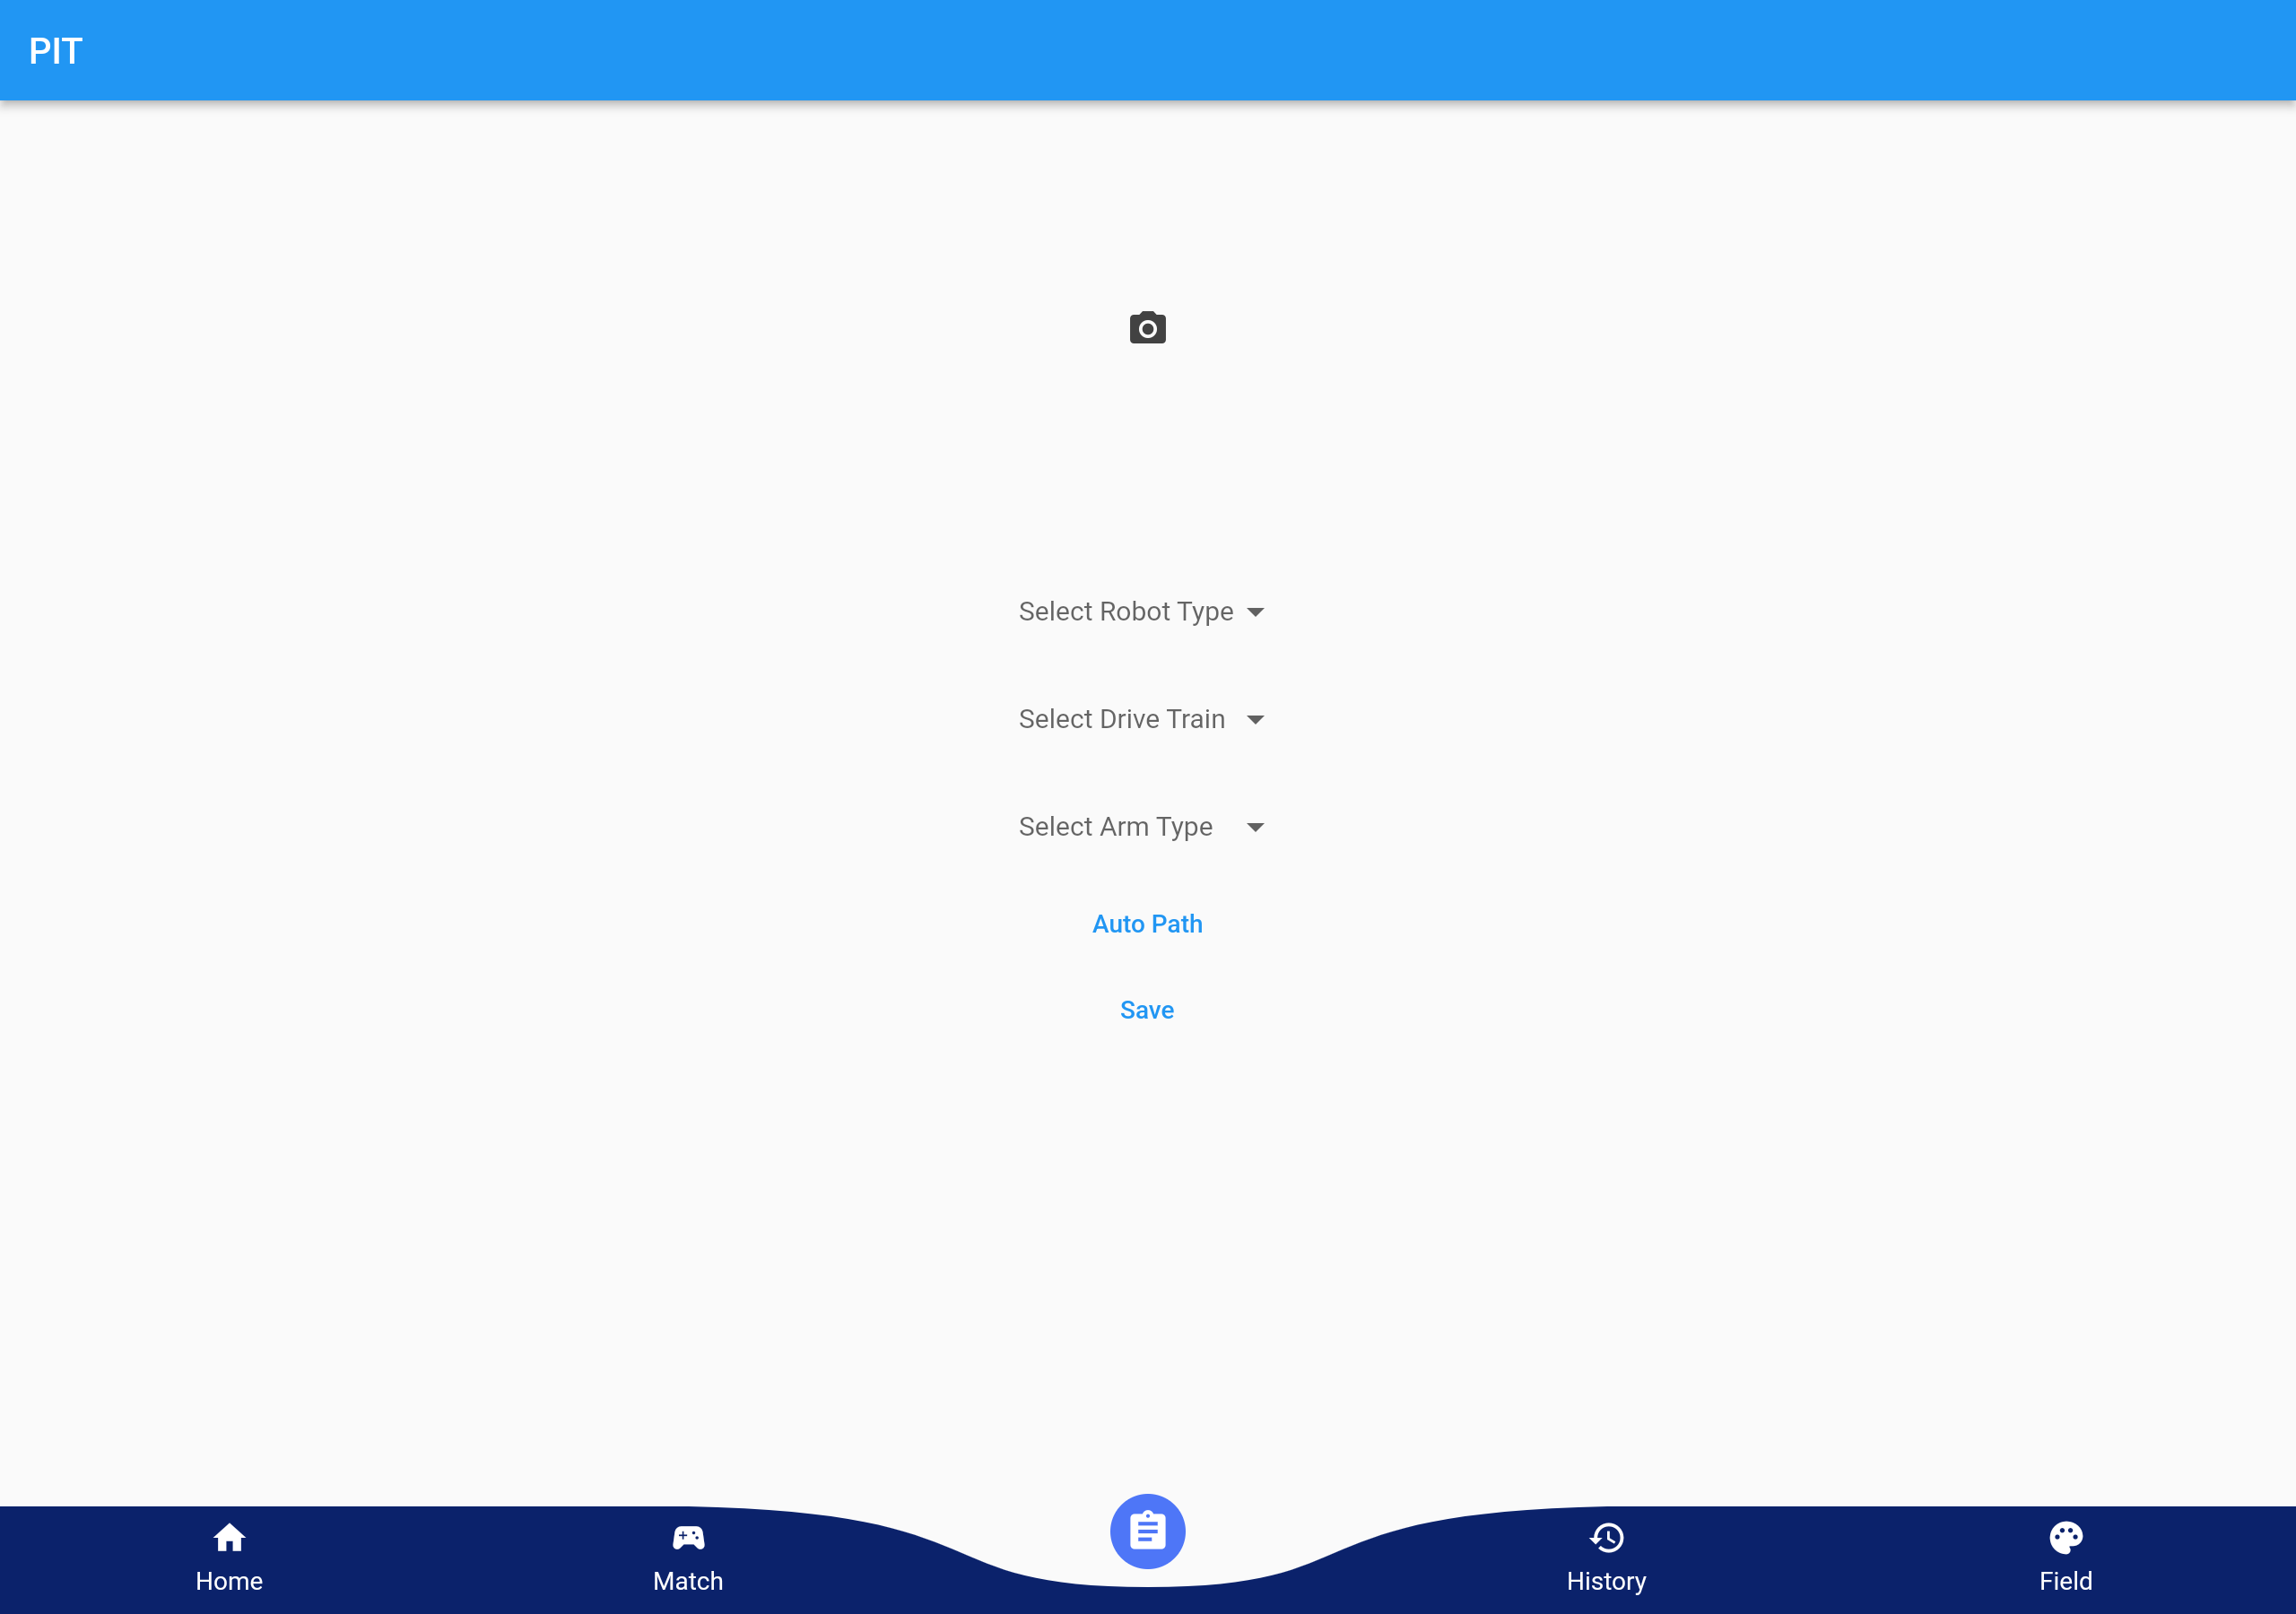 PIT
Select Robot Type
Select Drive Train
Select Arm Type
Auto Path
Save
Home
Match
History
Field